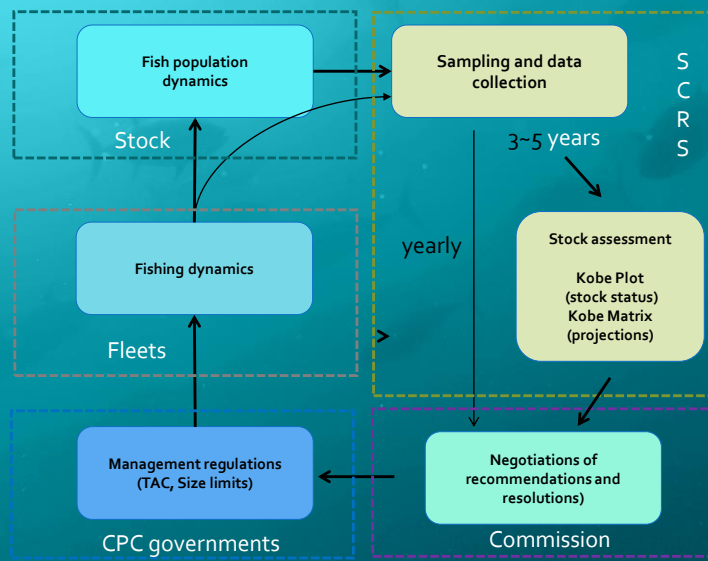 Fish population
dynamics
Stock
Sampling and data
collection
S
C
R
S
3~5 years
yearly
Stock assessment
Kobe Plot
(stock status)
Kobe Matrix
(projections)
Fishing dynamics
Fleets
Management regulations
(TAC, Size limits)
CPC governments
Negotiations of
recommendations and
resolutions)
Commission